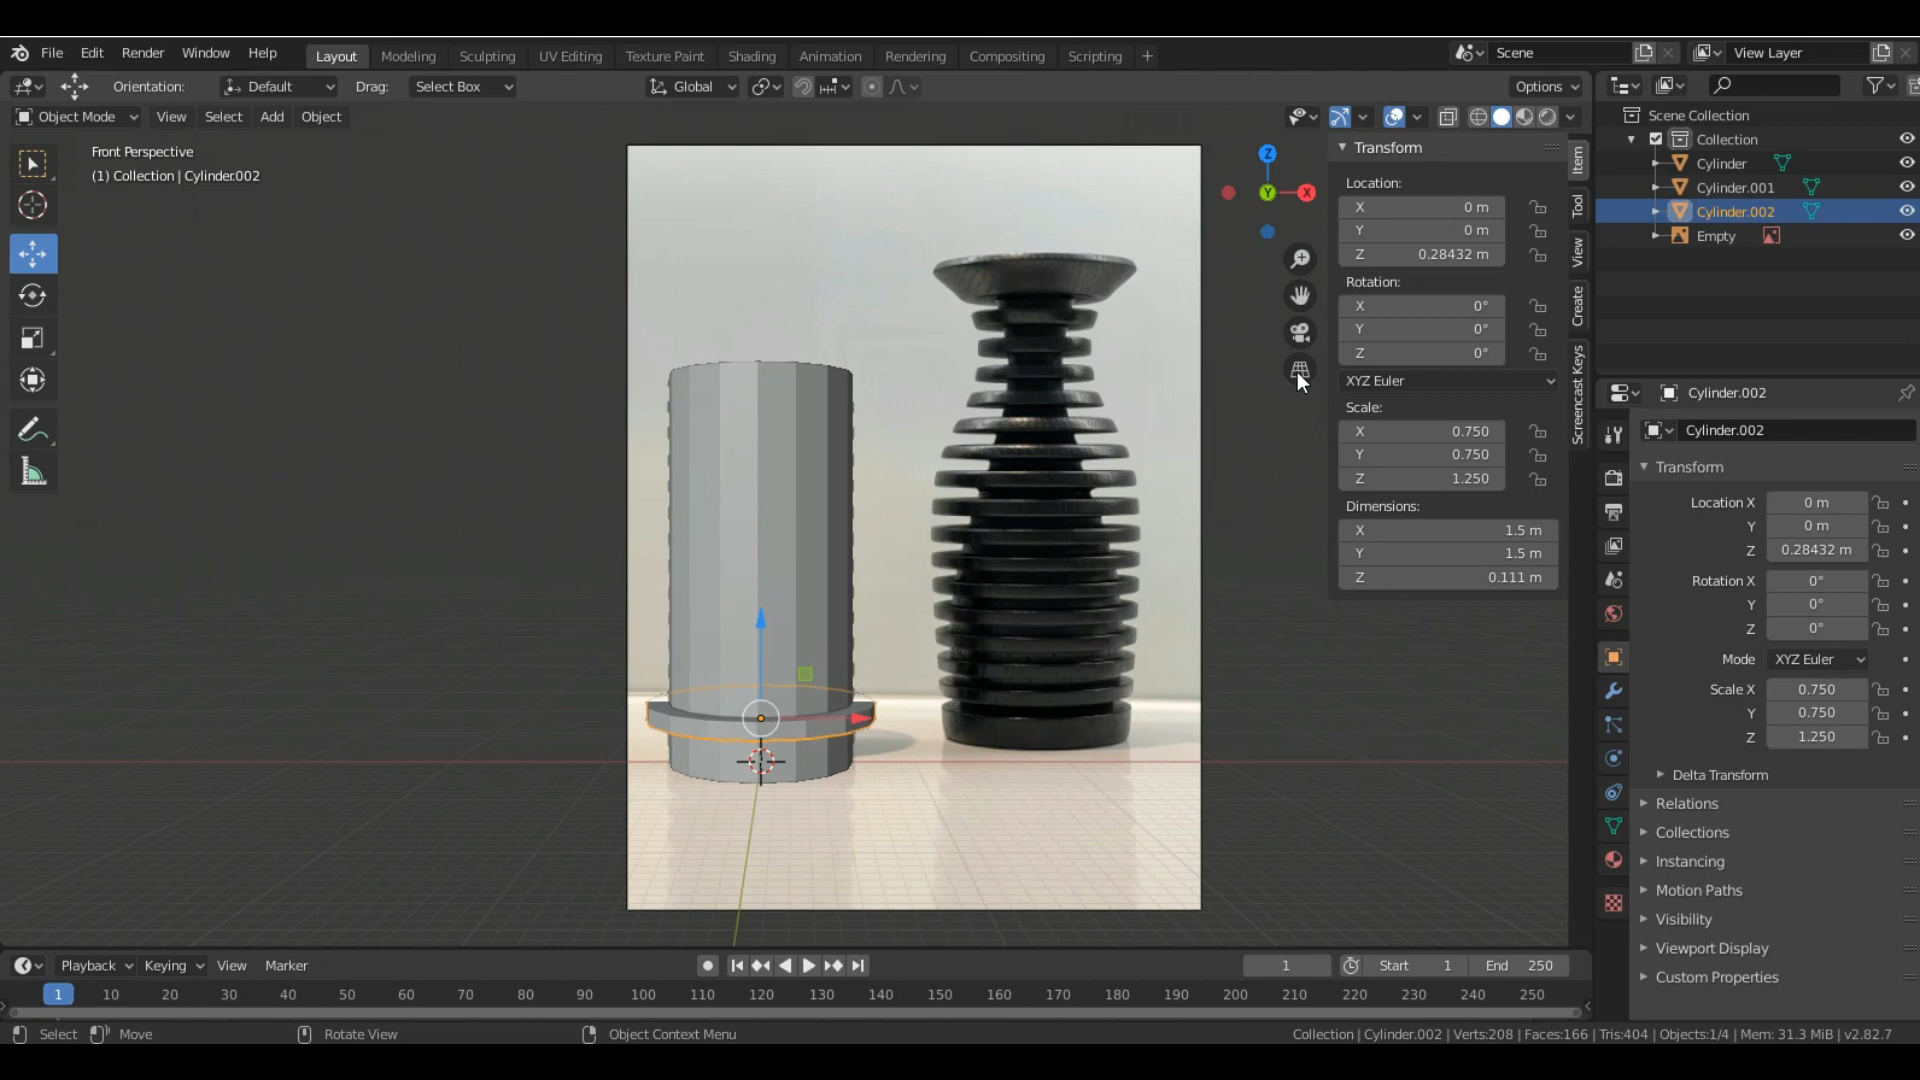 File Edit Render Window Help Layout Modeling Sculpting UV Editing Texture Paint Shading Animation Rendering Compositing Scripting + Scene View Layer
Orientation: Default Drag: Select Box Global Options
Object Mode View Select Add Object
Front Perspective
(1) Collection | Cylinder.002
Z
Y
X
Transform
Location:
X 0 m
Y 0 m
Z 0.28432 m
Rotation:
X 0°
Y 0°
Z 0°
XYZ Euler
Scale:
X 0.750
Y 0.750
Z 1.250
Dimensions:
X 1.5 m
Y 1.5 m
Z 0.111 m
Item
Tool
View
Create
Screencast Keys
Scene Collection
Collection
Cylinder
Cylinder.001
Cylinder.002
Empty
Cylinder.002
Cylinder.002
Transform
Location X 0 m
Y 0 m
Z 0.28432 m
Rotation X 0°
Y 0°
Z 0°
Mode XYZ Euler
Scale X 0.750
Y 0.750
Z 1.250
Delta Transform
Relations
Collections
Instancing
Motion Paths
Visibility
Viewport Display
Custom Properties
Playback Keying View Marker 1 Start 1 End 250
1 10 20 30 40 50 60 70 80 90 100 110 120 130 140 150 160 170 180 190 200 210 220 230 240 250
Select Move Rotate View Object Context Menu Collection | Cylinder.002 | Verts:208 | Faces:166 | Tris:404 | Objects:1/4 | Mem: 31.3 MiB | v2.82.7